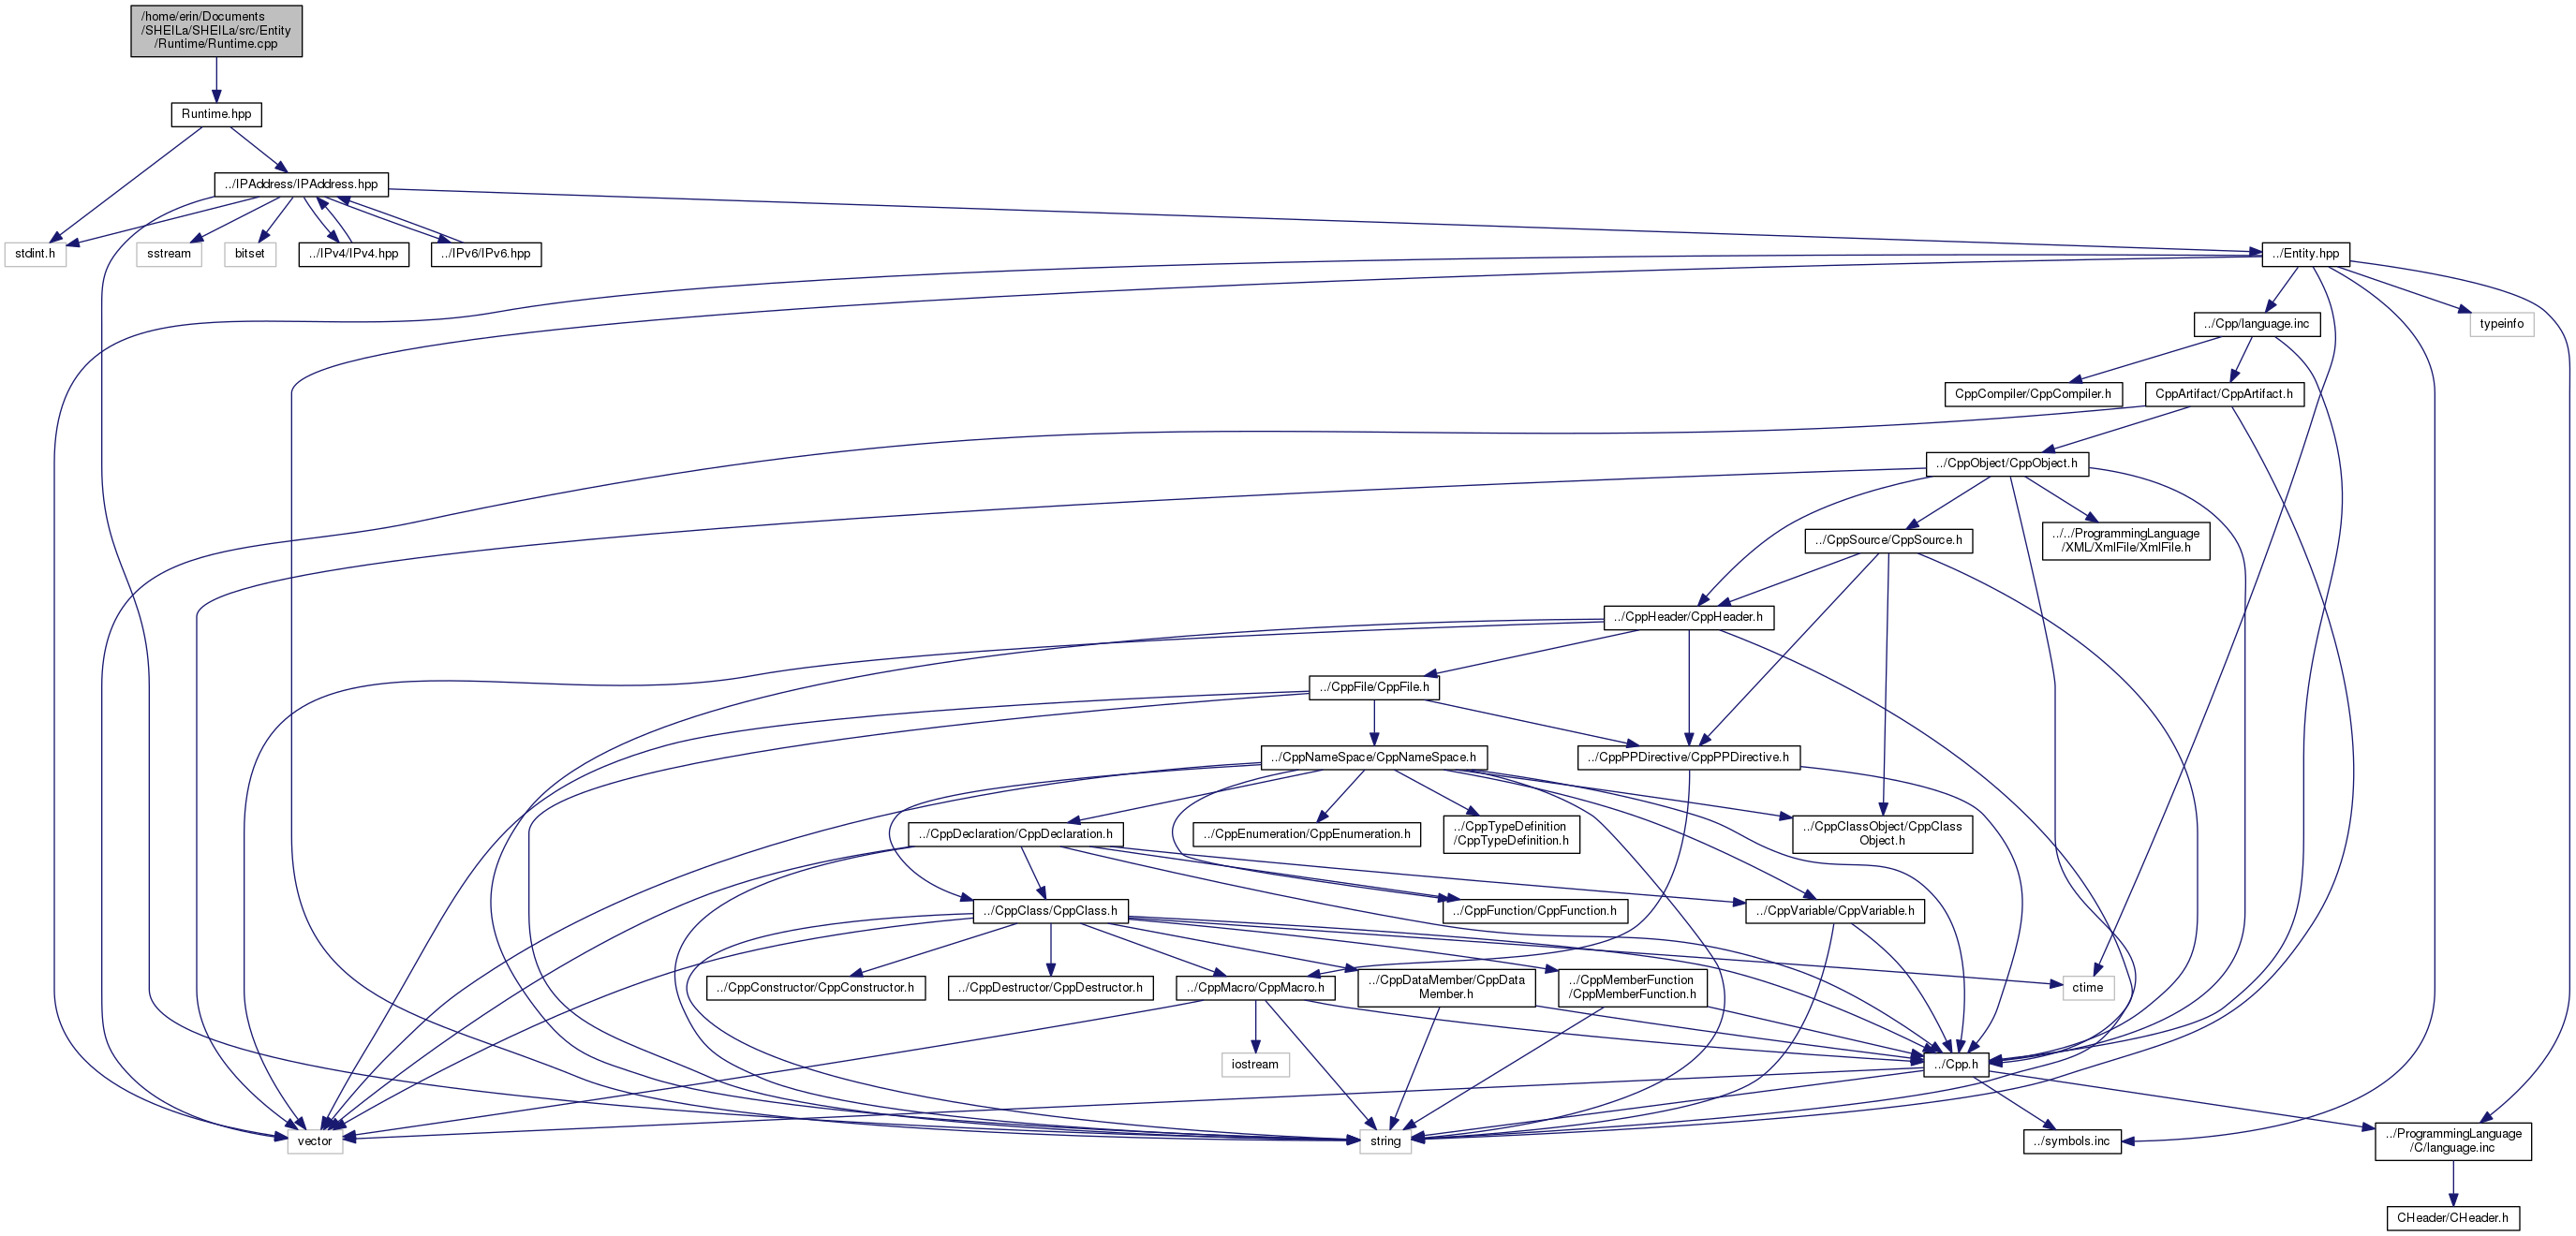 /home/erin/Documents
/SHEILa/SHEILa/src/Entity
/Runtime/Runtime.cpp
Runtime.hpp
../IPAddress/IPAddress.hpp
stdint.h
sstream
bitset
../IPv4/IPv4.hpp
../IPv6/IPv6.hpp
../Entity.hpp
../Cpp/language.inc
typeinfo
CppCompiler/CppCompiler.h
CppArtifact/CppArtifact.h
../CppObject/CppObject.h
../CppSource/CppSource.h
../../ProgrammingLanguage
/XML/XmlFile/XmlFile.h
../CppHeader/CppHeader.h
../CppFile/CppFile.h
../CppNameSpace/CppNameSpace.h
../CppPPDirective/CppPPDirective.h
../CppDeclaration/CppDeclaration.h
../CppEnumeration/CppEnumeration.h
../CppTypeDefinition
/CppTypeDefinition.h
../CppClassObject/CppClass
Object.h
../CppClass/CppClass.h
../CppFunction/CppFunction.h
../CppVariable/CppVariable.h
../CppConstructor/CppConstructor.h
../CppDestructor/CppDestructor.h
../CppMacro/CppMacro.h
../CppDataMember/CppData
Member.h
../CppMemberFunction
/CppMemberFunction.h
ctime
iostream
../Cpp.h
vector
string
../symbols.inc
../ProgrammingLanguage
/C/language.inc
CHeader/CHeader.h